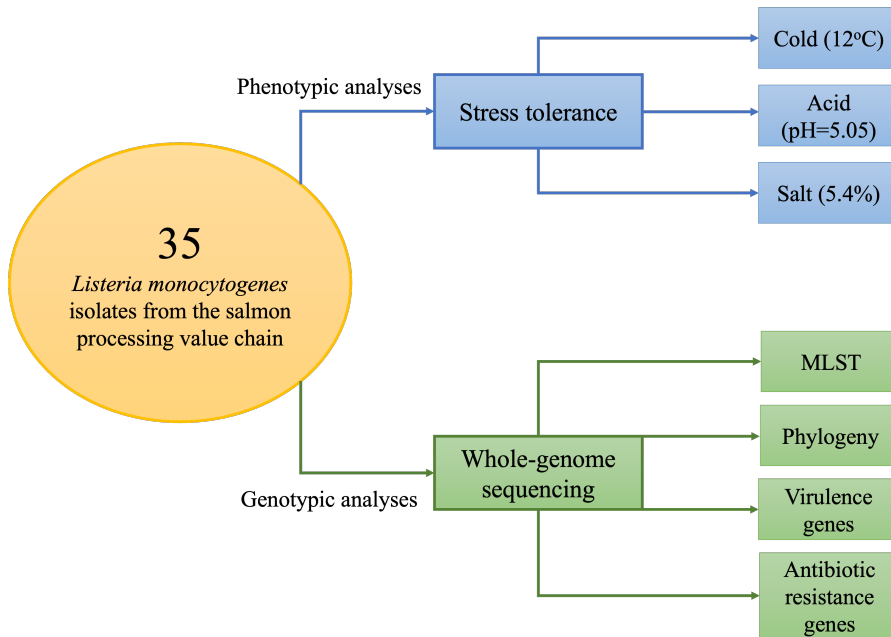 35
Listeria monocytogenes
isolates from the salmon
processing value chain
Phenotypic analyses
Stress tolerance
Cold (12°C)
Acid
(pH=5.05)
Salt (5.4%)
Genotypic analyses
Whole-genome
sequencing
MLST
Phylogeny
Virulence
genes
Antibiotic
resistance
genes